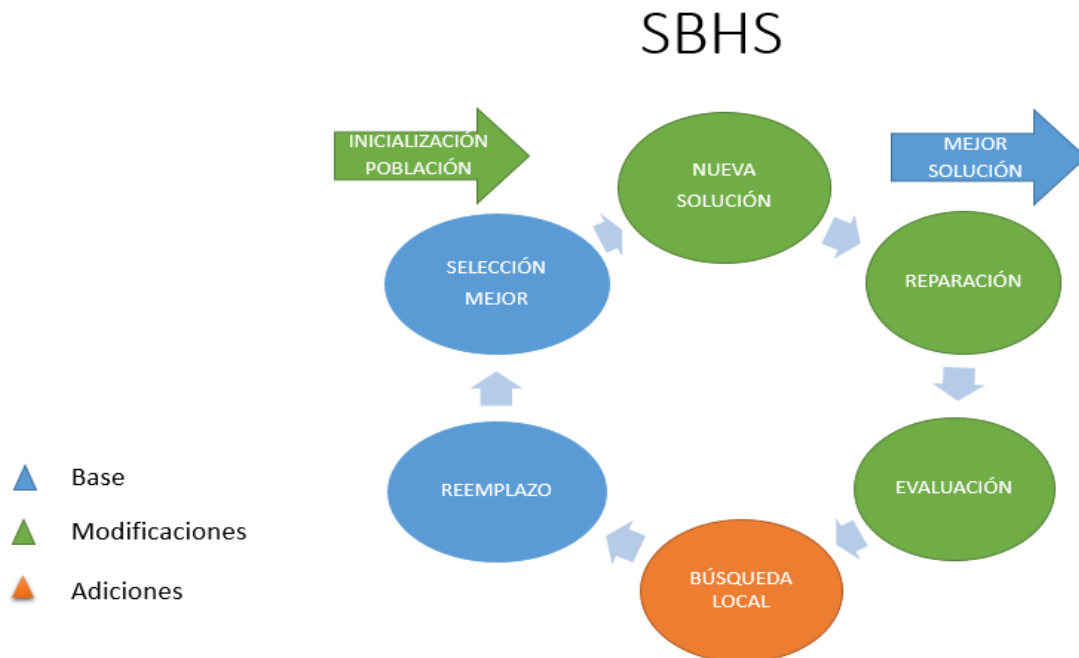 SBHS
INICIALIZACIÓN
POBLACIÓN
NUEVA
SOLUCIÓN
MEJOR
SOLUCIÓN
SELECCIÓN
MEJOR
REPARACIÓN
REEMPLAZO
EVALUACIÓN
BÚSQUEDA
LOCAL
Base
Modificaciones
Adiciones